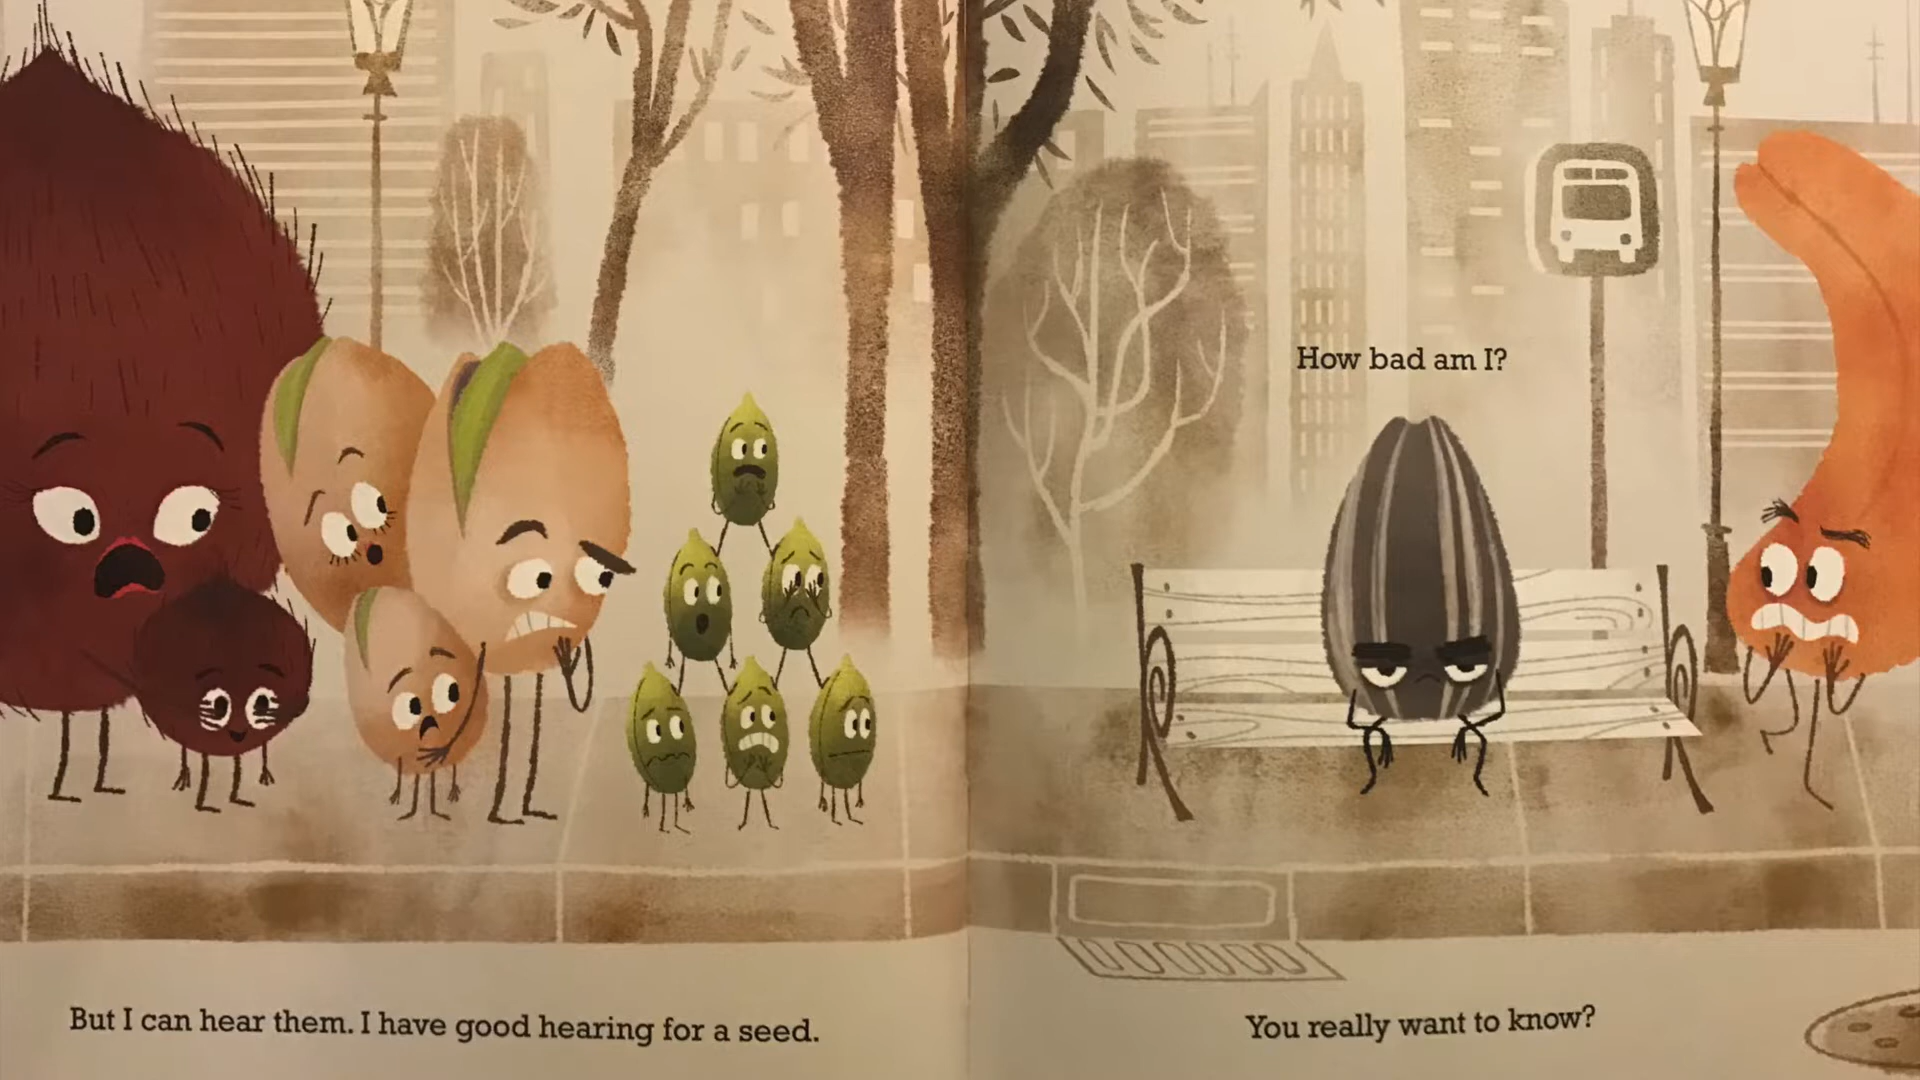 But I can hear them. I have good hearing for a seed.
How bad am I?
You really want to know?